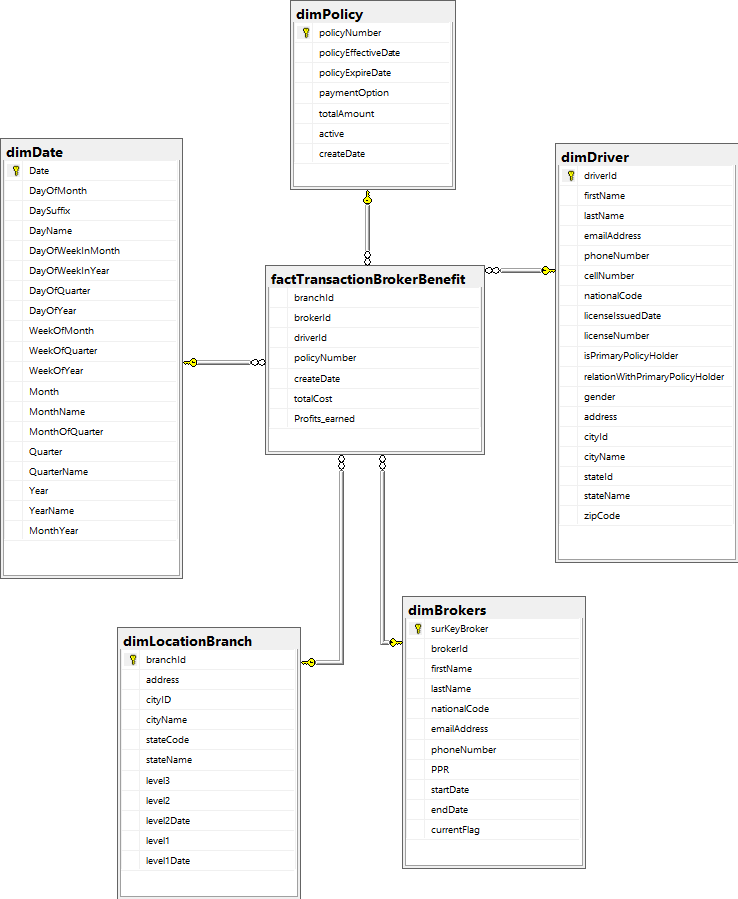 dimPolicy
policyNumber
policyEffectiveDate
policyExpireDate
paymentOption
totalAmount
active
createDate
dimDate
Date
DayOfMonth
DaySuffix
DayName
DayOfWeekInMonth
DayOfWeekInYear
DayOfQuarter
DayOfYear
WeekOfMonth
WeekOfQuarter
WeekOfYear
Month
MonthName
MonthOfQuarter
Quarter
QuarterName
Year
YearName
MonthYear
dimDriver
driverId
firstName
lastName
emailAddress
phoneNumber
cellNumber
nationalCode
licenseIssuedDate
licenseNumber
isPrimaryPolicyHolder
relationWithPrimaryPolicyHolder
gender
address
cityId
cityName
stateId
stateName
zipCode
factTransactionBrokerBenefit
branchId
brokerId
driverId
policyNumber
createDate
totalCost
Profits_earned
dimLocationBranch
branchId
address
cityID
cityName
stateCode
stateName
level3
level2
level2Date
level1
level1Date
dimBrokers
surKeyBroker
brokerId
firstName
lastName
nationalCode
emailAddress
phoneNumber
PPR
startDate
endDate
currentFlag